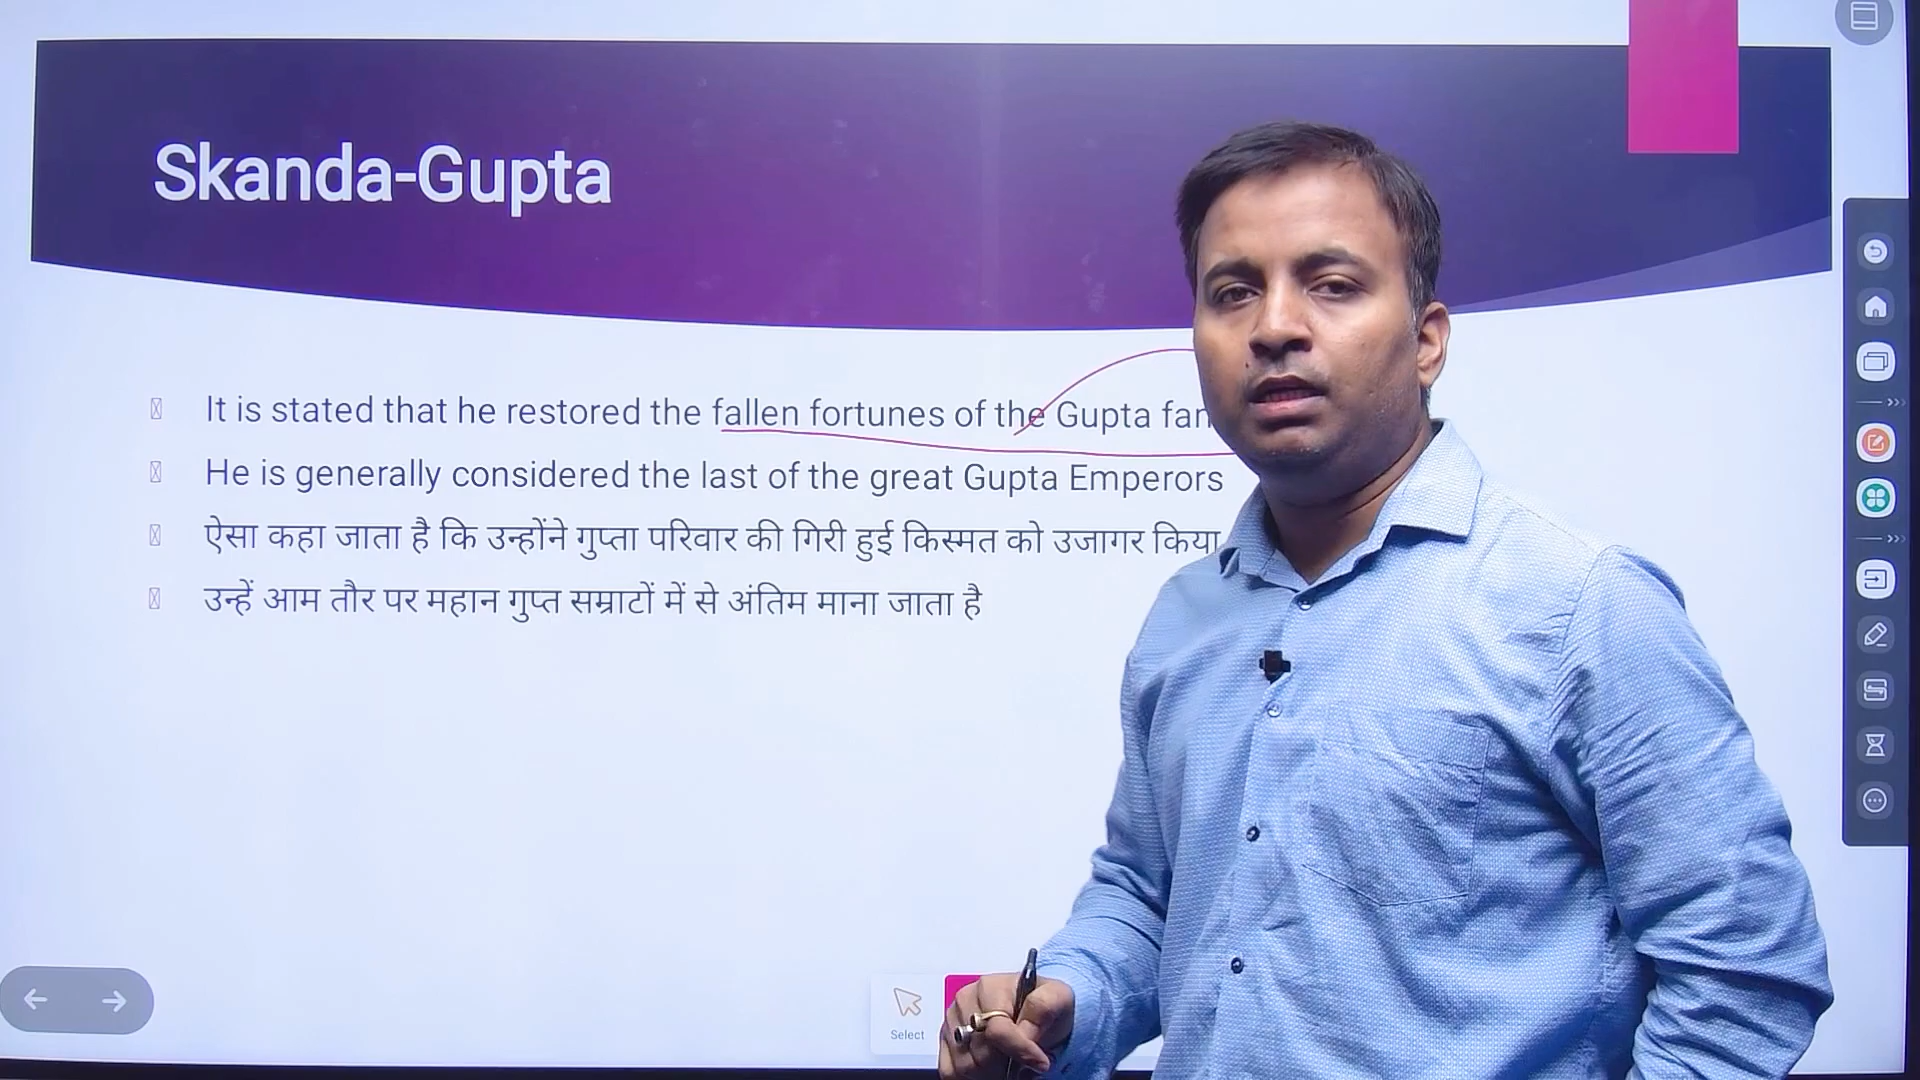 Skanda-Gupta
It is stated that he restored the fallen fortunes of the Gupta
He is generally considered the last of the great Gupta Emperors
ऐसा कहा जाता है कि उन्होंने गुप्ता परिवार की गिरी हुई किस्मत को उजागर किया
उन्हें आम तौर पर महान गुप्त सम्राटों में से अंतिम माना जाता है
Select